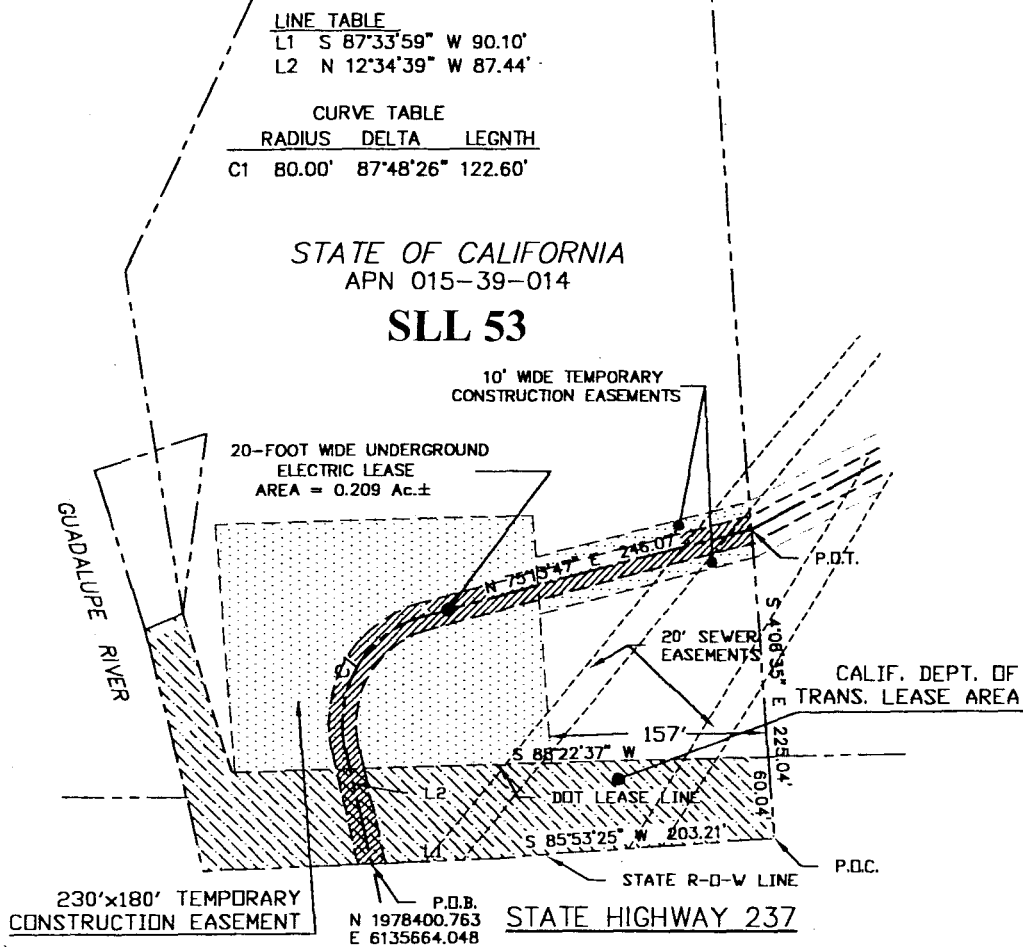 LINE TABLE
L1 S 87°33'59" W 90.10'
L2 N 12°34'39" W 87.44'
CURVE TABLE
RADIUS DELTA LEGNTH
C1 80.00' 87°48'26" 122.60'
STATE OF CALIFORNIA
APN 015-39-014
SLL 53
10' WIDE TEMPORARY
CONSTRUCTION EASEMENTS
20-FOOT WIDE UNDERGROUND
ELECTRIC LEASE
AREA = 0.209 Ac.±
GUADALUPE RIVER
N 75°13'47" E 246.07'
P.O.T.
S 4°06'35" E 225.04'
60.04'
20' SEWER
EASEMENTS
CALIF. DEPT. OF
TRANS. LEASE AREA
C1
157'
S 88°22'37" W
L2
DOT LEASE LINE
S 85°53'25" W 203.21'
L1
P.O.C.
STATE R-O-W LINE
230'x180' TEMPORARY
CONSTRUCTION EASEMENT
P.O.B.
N 1978400.763
E 6135664.048
STATE HIGHWAY 237